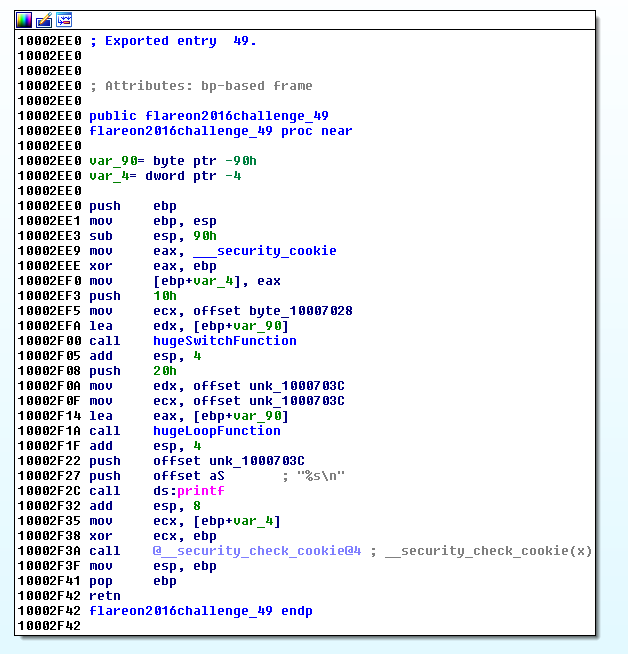 10002EE0 ; Exported entry  49.
10002EE0
10002EE0
10002EE0 ; Attributes: bp-based frame
10002EE0
10002EE0 public flareon2016challenge_49
10002EE0 flareon2016challenge_49 proc near
10002EE0
10002EE0 var_90= byte ptr -90h
10002EE0 var_4= dword ptr -4
10002EE0
10002EE0 push    ebp
10002EE1 mov     ebp, esp
10002EE3 sub     esp, 90h
10002EE9 mov     eax, ___security_cookie
10002EEE xor     eax, ebp
10002EF0 mov     [ebp+var_4], eax
10002EF3 push    10h
10002EF5 mov     ecx, offset byte_10007028
10002EFA lea     edx, [ebp+var_90]
10002F00 call    hugeSwitchFunction
10002F05 add     esp, 4
10002F08 push    20h
10002F0A mov     edx, offset unk_1000703C
10002F0F mov     ecx, offset unk_1000703C
10002F14 lea     eax, [ebp+var_90]
10002F1A call    hugeLoopFunction
10002F1F add     esp, 4
10002F22 push    offset unk_1000703C
10002F27 push    offset aS       ; "%s\n"
10002F2C call    ds:printf
10002F32 add     esp, 8
10002F35 mov     ecx, [ebp+var_4]
10002F38 xor     ecx, ebp
10002F3A call    @__security_check_cookie@4 ; __security_check_cookie(x)
10002F3F mov     esp, ebp
10002F41 pop     ebp
10002F42 retn
10002F42 flareon2016challenge_49 endp
10002F42